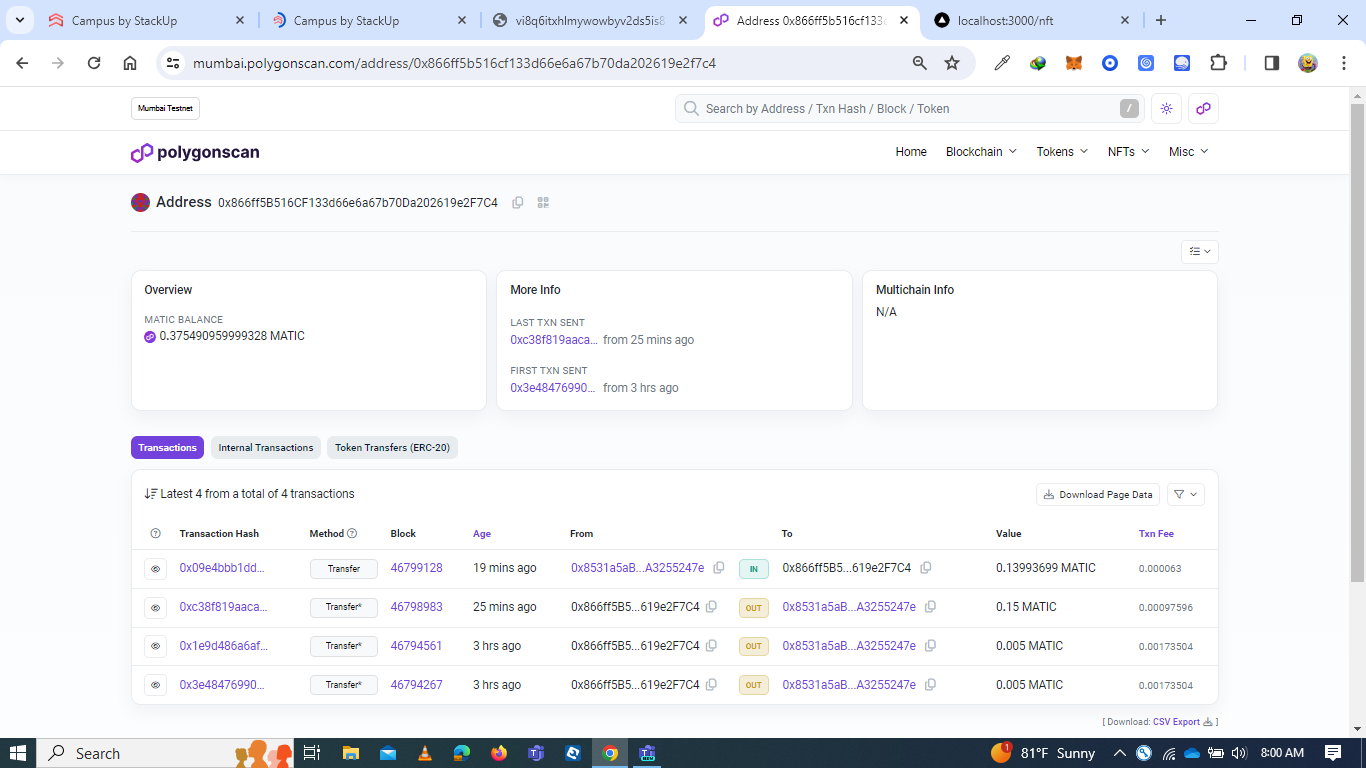 Campus by StackUp
Campus by StackUp
vi8q6itxhlmywowbyv2ds5is8
Address 0x866ff5b516cf133c
localhost:3000/nft
mumbai.polygonscan.com/address/0x866ff5b516cf133d66e6a67b70da202619e2f7c4
Mumbai Testnet
Search by Address / Txn Hash / Block / Token
/
polygonscan
Home
Blockchain
Tokens
NFTs
Misc
Address 0x866ff5B516CF133d66e6a67b70Da202619e2F7C4
Overview
MATIC BALANCE
0.375490959999328 MATIC
More Info
LAST TXN SENT
0xc38f819aaca... from 25 mins ago
FIRST TXN SENT
0x3e48476990... from 3 hrs ago
Multichain Info
N/A
Transactions
Internal Transactions
Token Transfers (ERC-20)
Latest 4 from a total of 4 transactions
Download Page Data
Transaction Hash Method Block Age From To Value Txn Fee
0x09e4bbb1dd... Transfer 46799128 19 mins ago 0x8531a5aB...A3255247e IN 0x866ff5B5...619e2F7C4 0.13993699 MATIC 0.000063
0xc38f819aaca... Transfer* 46798983 25 mins ago 0x866ff5B5...619e2F7C4 OUT 0x8531a5aB...A3255247e 0.15 MATIC 0.00097596
0x1e9d486a6af... Transfer* 46794561 3 hrs ago 0x866ff5B5...619e2F7C4 OUT 0x8531a5aB...A3255247e 0.005 MATIC 0.00173504
0x3e48476990... Transfer* 46794267 3 hrs ago 0x866ff5B5...619e2F7C4 OUT 0x8531a5aB...A3255247e 0.005 MATIC 0.00173504
[ Download: CSV Export ]
Search
1
81°F Sunny
8:00 AM